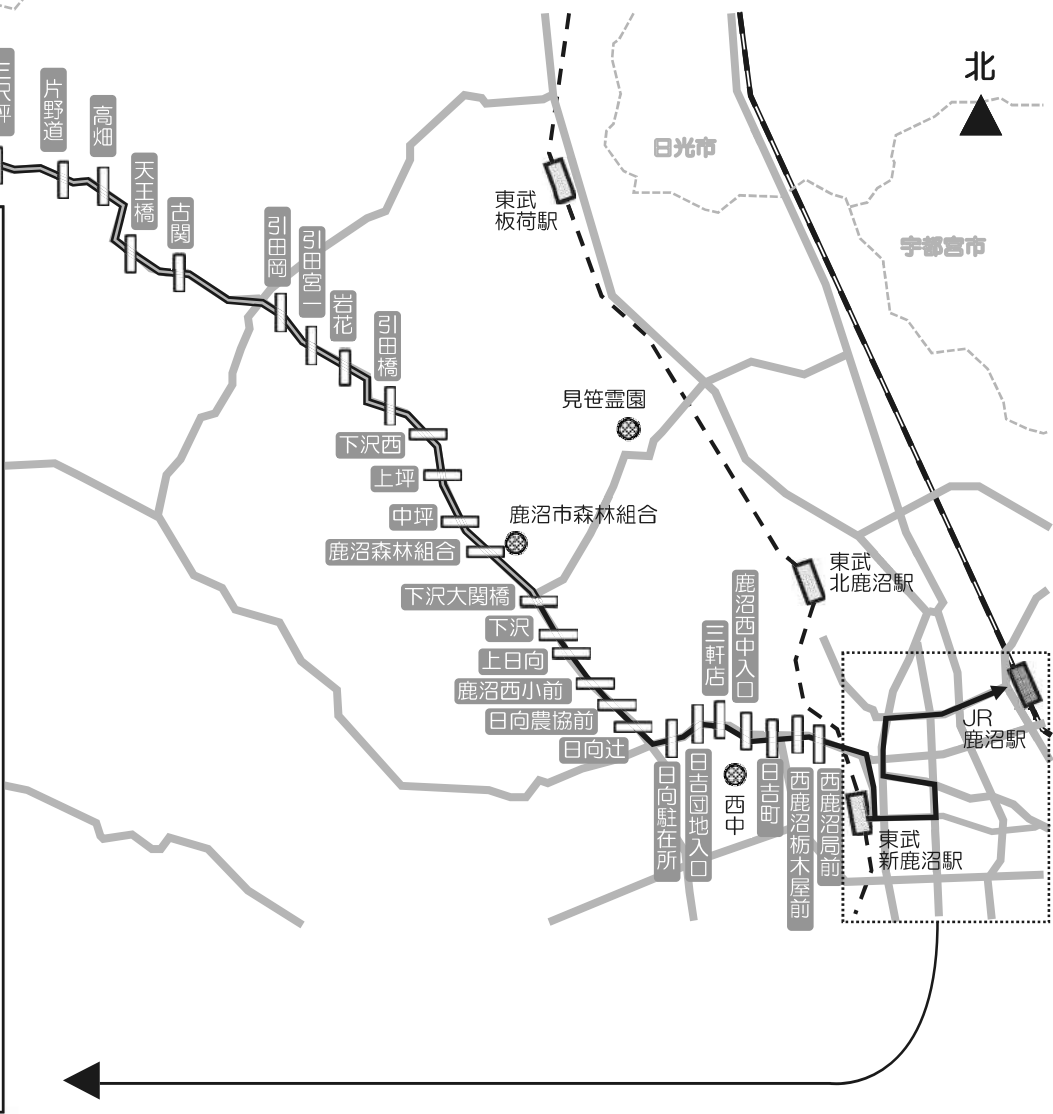 北
三沢坪
片野道
高畑
天王橋
古関
引田岡
引田宮一
岩花
引田橋
下沢西
上坪
中坪
鹿沼森林組合
鹿沼市森林組合
下沢大関橋
下沢
上日向
鹿沼西小前
日向農協前
日向辻
日向駐在所
日吉団地入口
三軒店
鹿沼西中入口
西中
日吉町
西鹿沼栃木屋前
西鹿沼局前
見笹霊園
日光市
宇都宮市
東武
板荷駅
東武
北鹿沼駅
JR
鹿沼駅
東武
新鹿沼駅